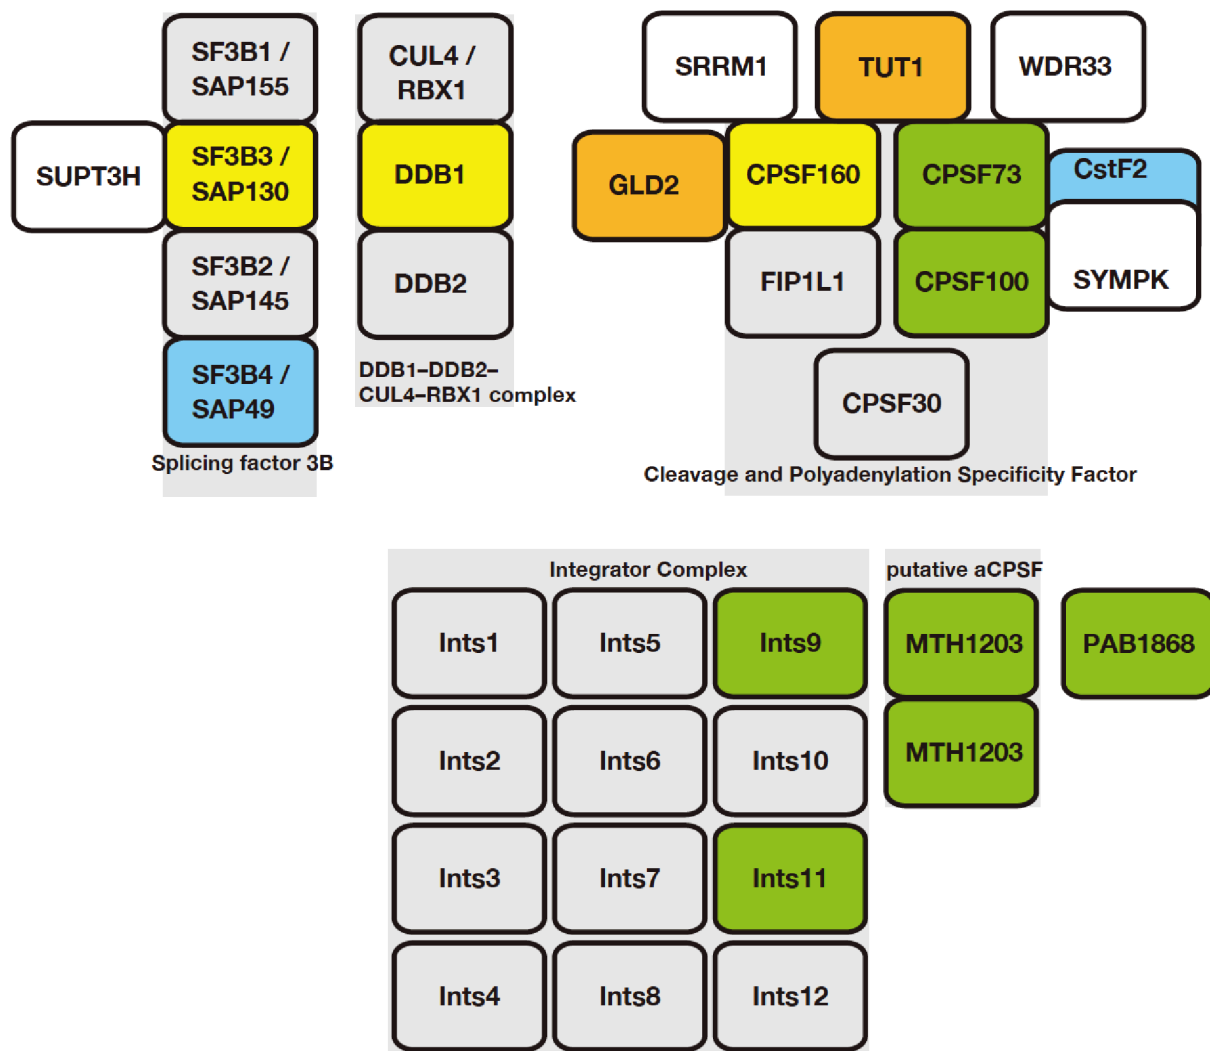 SF3B1 /
SAP155
SUPT3H
SF3B3 /
SAP130
SF3B2 /
SAP145
SF3B4 /
SAP49
Splicing factor 3B
CUL4 /
RBX1
DDB1
DDB2
DDB1–DDB2–
CUL4–RBX1 complex
SRRM1
TUT1
WDR33
GLD2
CPSF160
CPSF73
CstF2
FIP1L1
CPSF100
SYMPK
CPSF30
Cleavage and Polyadenylation Specificity Factor
Integrator Complex
Ints1
Ints5
Ints9
Ints2
Ints6
Ints10
Ints3
Ints7
Ints11
Ints4
Ints8
Ints12
putative aCPSF
MTH1203
MTH1203
PAB1868